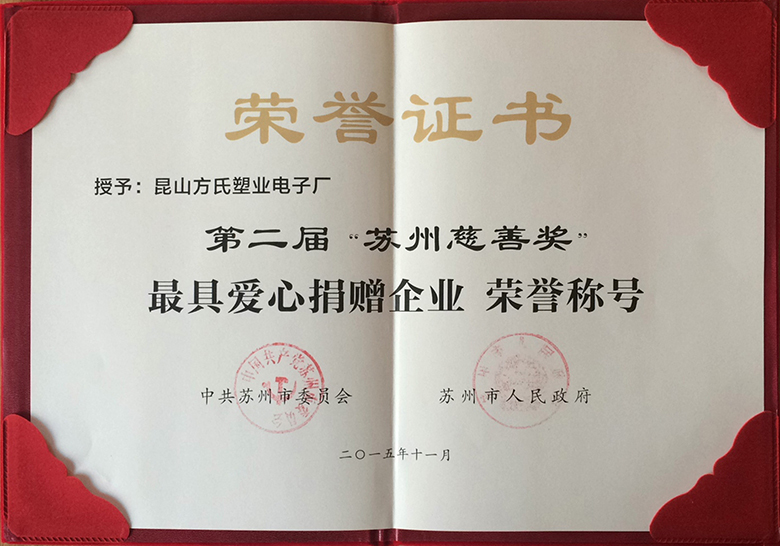 荣誉证书
授予：昆山方氏塑业电子厂
第二届“苏州慈善奖”
最具爱心捐赠企业 荣誉称号
中共苏州市委员会 苏州市人民政府
二〇一五年十一月